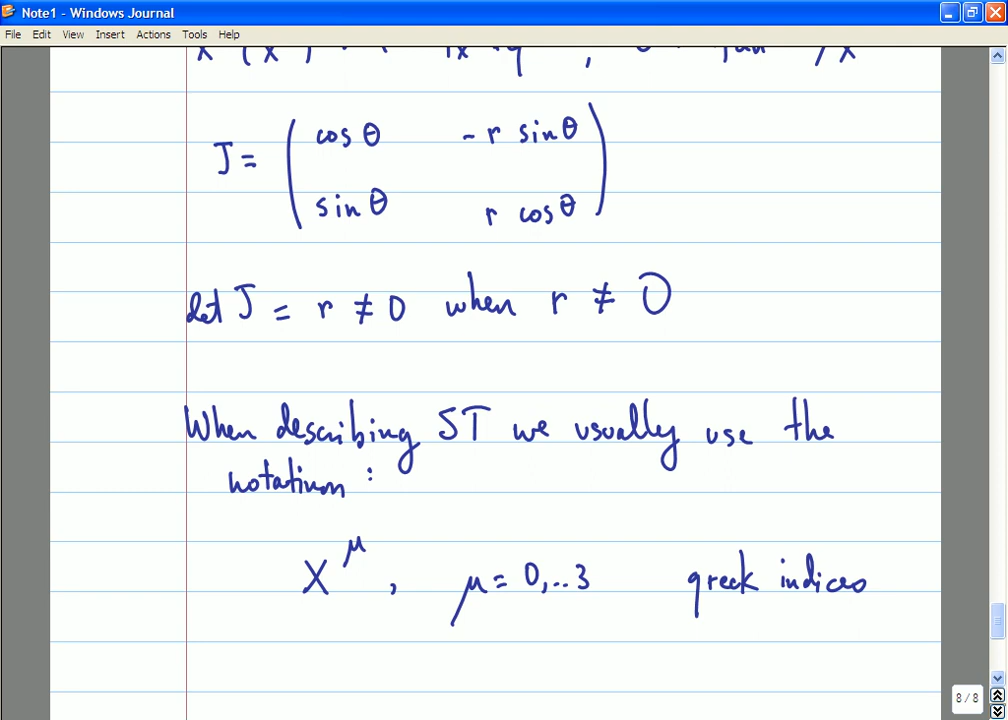 Note1 - Windows Journal
File Edit View Insert Actions Tools Help
J = ( cos θ - r sin θ
sin θ r cos θ )
det J = r ≠ 0 when r ≠ 0
When describing ST we usually use the
notation :
X^μ , μ = 0,..3 greek indices
8/8